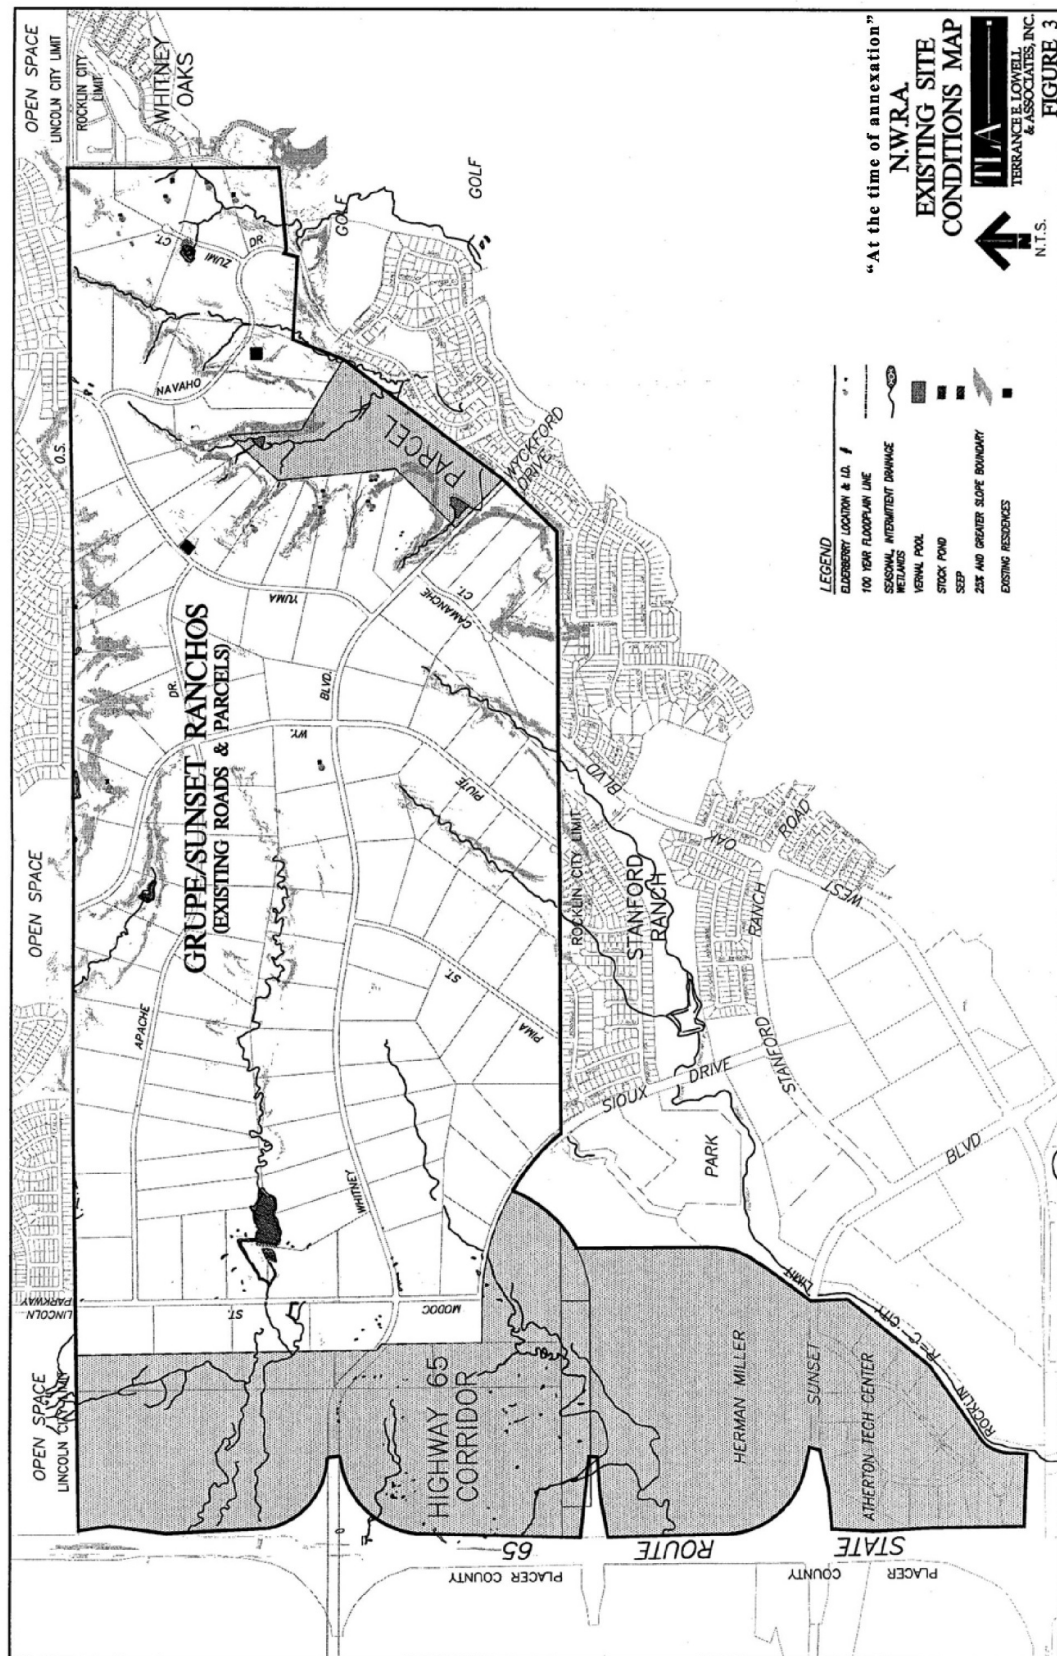 "At the time of annexation"
N.W.R.A.
EXISTING SITE
CONDITIONS MAP
TLA
TERRANCE E. LOWELL
& ASSOCIATES, INC.
FIGURE 3
N
N.T.S.
LEGEND
ELDERBERRY LOCATION & I.D. #
100 YEAR FLOODPLAIN LINE
SEASONAL, INTERMITTENT DRAINAGE
WETLANDS
VERNAL POOL
STOCK POND
SEEP
25% AND GREATER SLOPE BOUNDARY
EXISTING RESIDENCES
OPEN SPACE
LINCOLN CITY LIMIT
OPEN SPACE
O.S.
OPEN SPACE
LINCOLN CITY LIMIT
ROCKLIN CITY
LIMIT
WHITNEY
OAKS
LINCOLN
PARKWAY
GRUPE/SUNSET RANCHOS
(EXISTING ROADS & PARCELS)
APACHE
DR.
NAVAHO
DR.
ZUMI
CT.
YUMA
WY.
WHITNEY
BLVD.
PIUTE
PIMA
ST.
CAMANCHE
CT.
MODOC
ST.
PARCEL
K
GOLF
GOLF
WYCKFORD
DRIVE
HIGHWAY 65
CORRIDOR
HERMAN MILLER
SUNSET
ATHERTON TECH CENTER
ROCKLIN CITY LIMIT
STANFORD
RANCH
SIOUX
DRIVE
PARK
BLVD
WEST
OAK
ROAD
STANFORD
RANCH
BLVD
ROCKLIN
CITY
LIMIT
STATE
ROUTE
65
PLACER COUNTY
PLACER
COUNTY